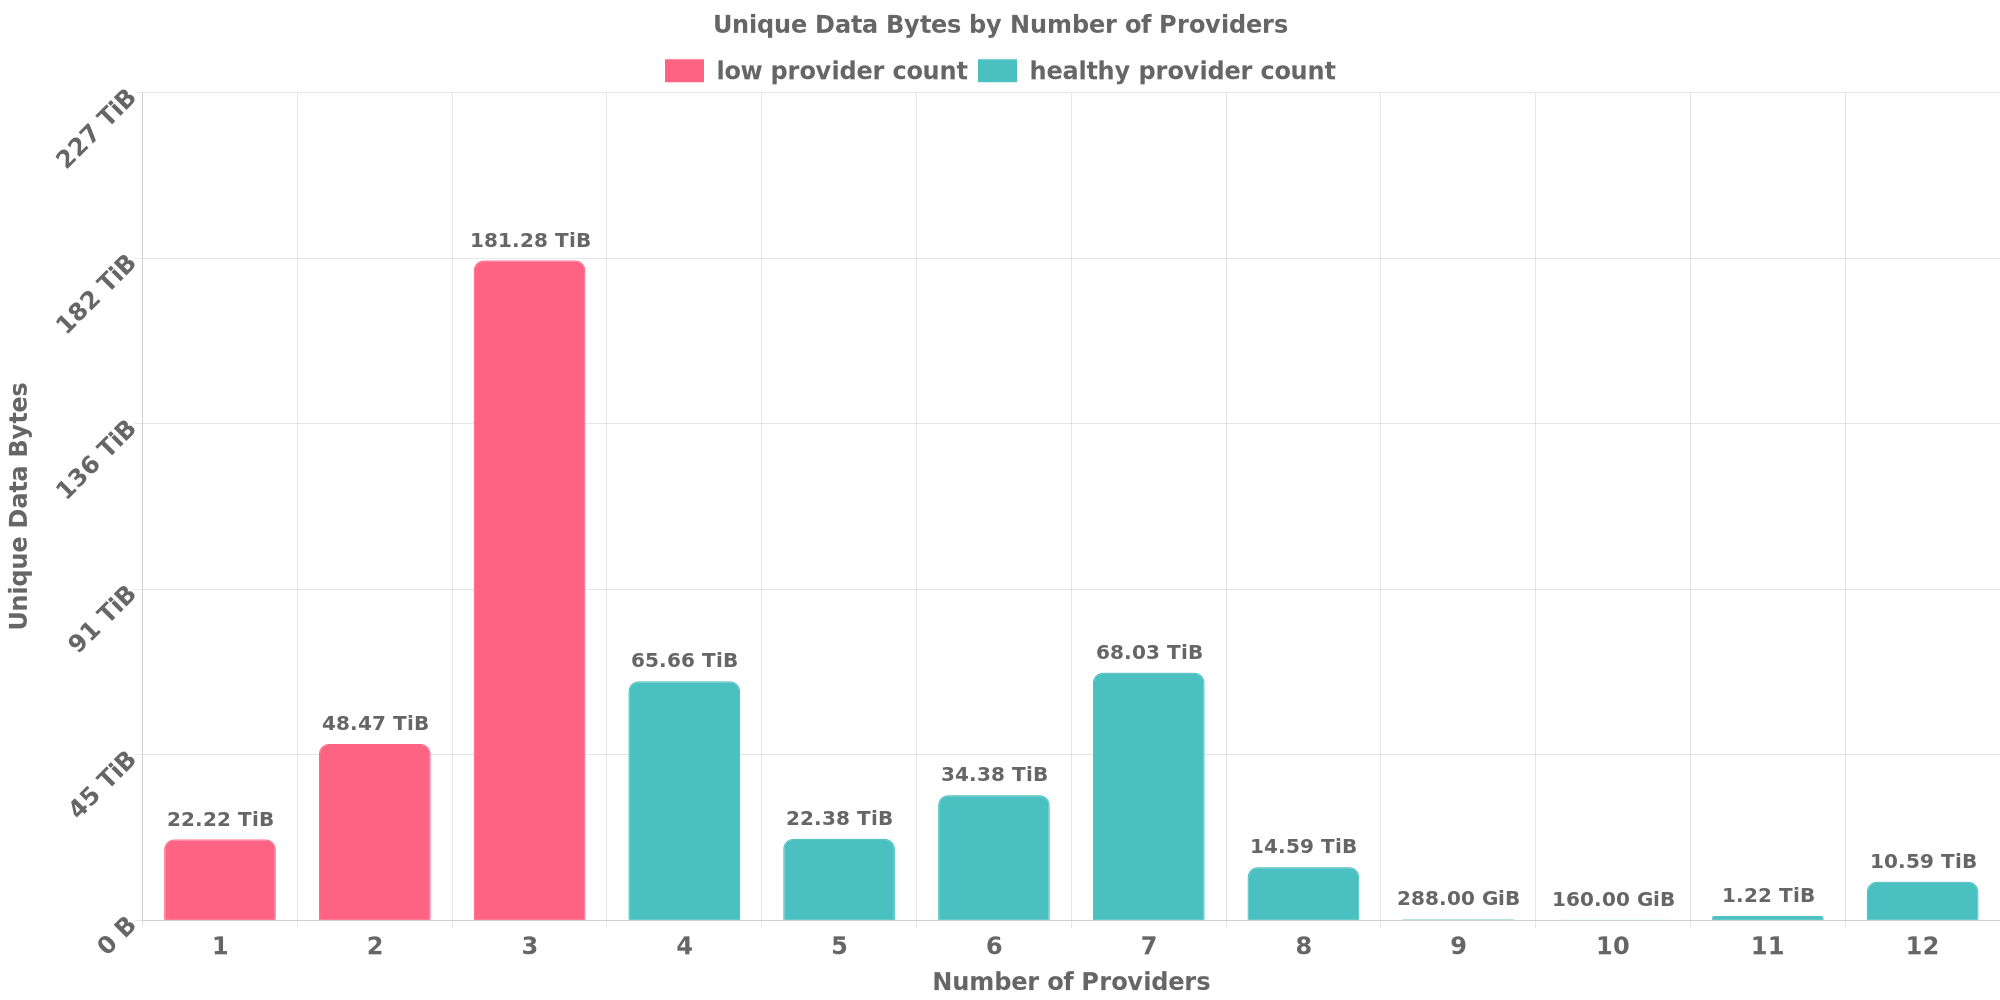 Unique Data Bytes by Number of Providers
low provider count healthy provider count
227 TiB
182 TiB
136 TiB
91 TiB
45 TiB
0 B
Unique Data Bytes
22.22 TiB
48.47 TiB
181.28 TiB
65.66 TiB
22.38 TiB
34.38 TiB
68.03 TiB
14.59 TiB
288.00 GiB
160.00 GiB
1.22 TiB
10.59 TiB
1 2 3 4 5 6 7 8 9 10 11 12
Number of Providers